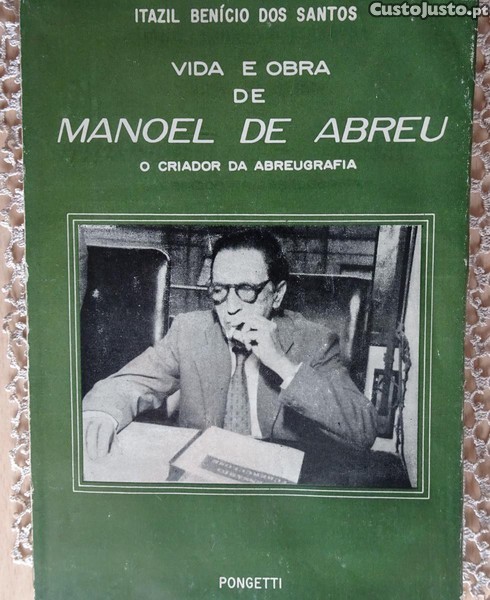 CustoJusto.pt
ITAZIL BENÍCIO DOS SANTOS
VIDA E OBRA
DE
MANOEL DE ABREU
O CRIADOR DA ABREUGRAFIA
PONGETTI